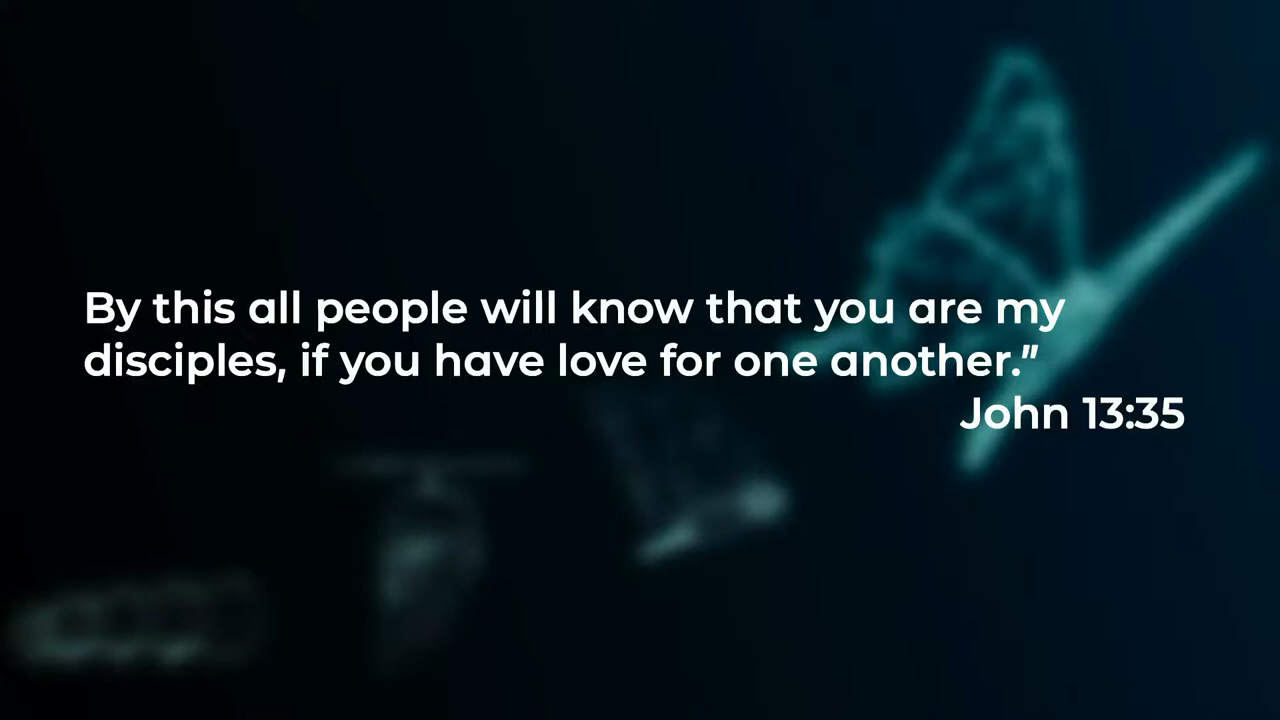 By this all people will know that you are my
disciples, if you have love for one another.”
John 13:35